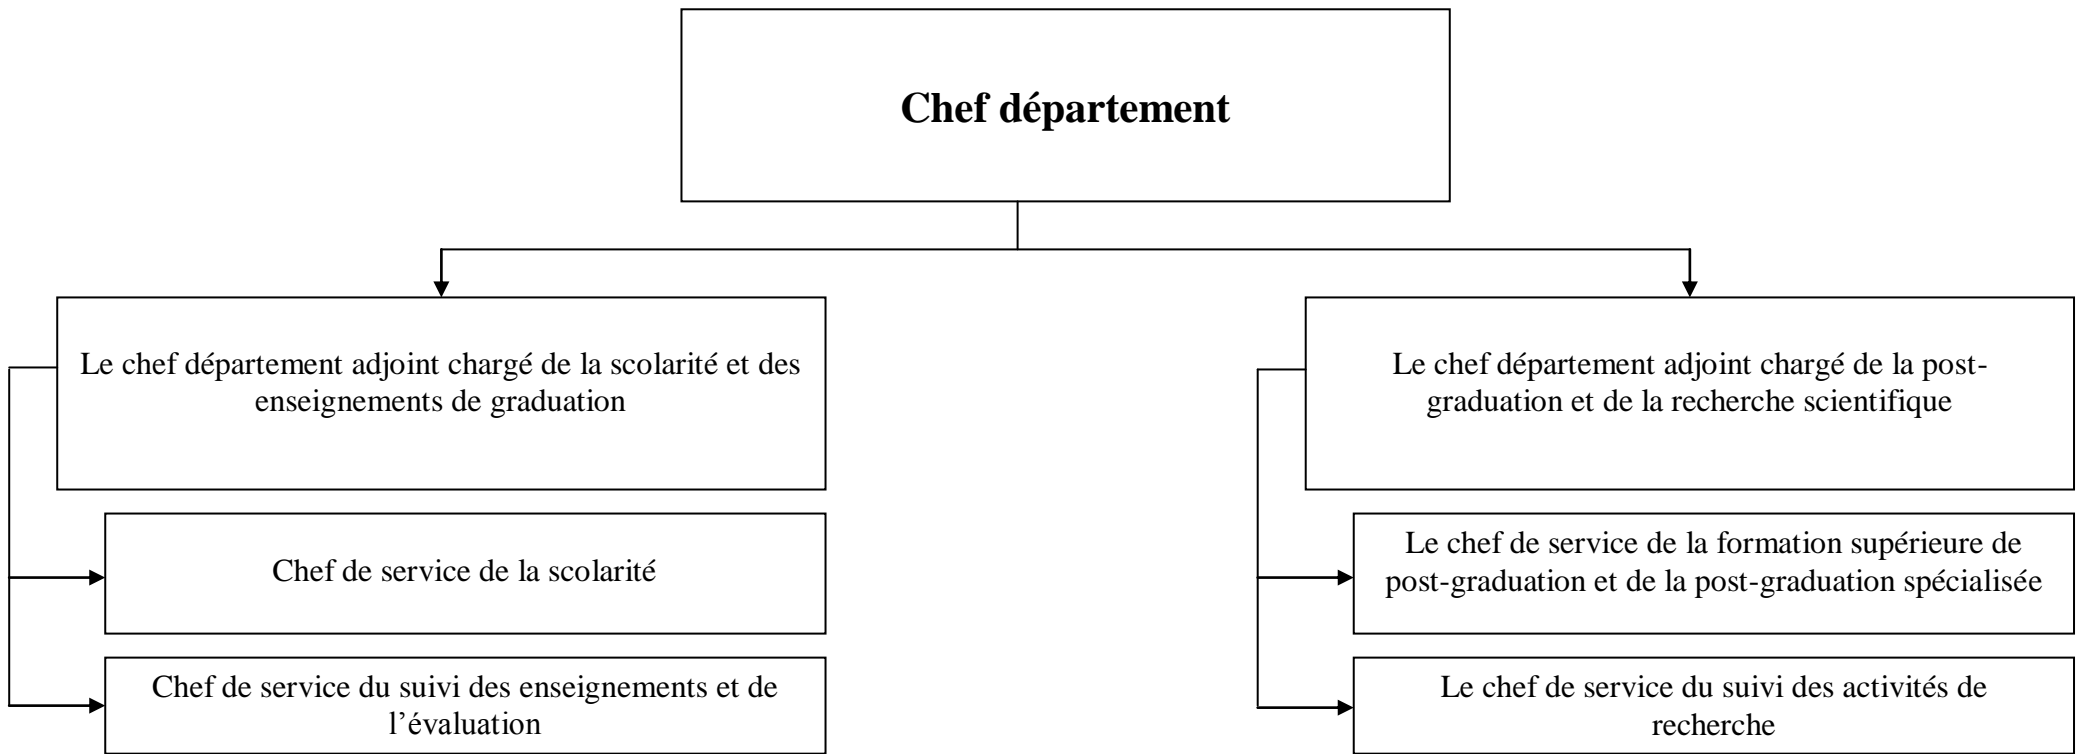 Chef département
Le chef département adjoint chargé de la scolarité et des
enseignements de graduation
Chef de service de la scolarité
Chef de service du suivi des enseignements et de
l’évaluation
Le chef département adjoint chargé de la post-
graduation et de la recherche scientifique
Le chef de service de la formation supérieure de
post-graduation et de la post-graduation spécialisée
Le chef de service du suivi des activités de
recherche